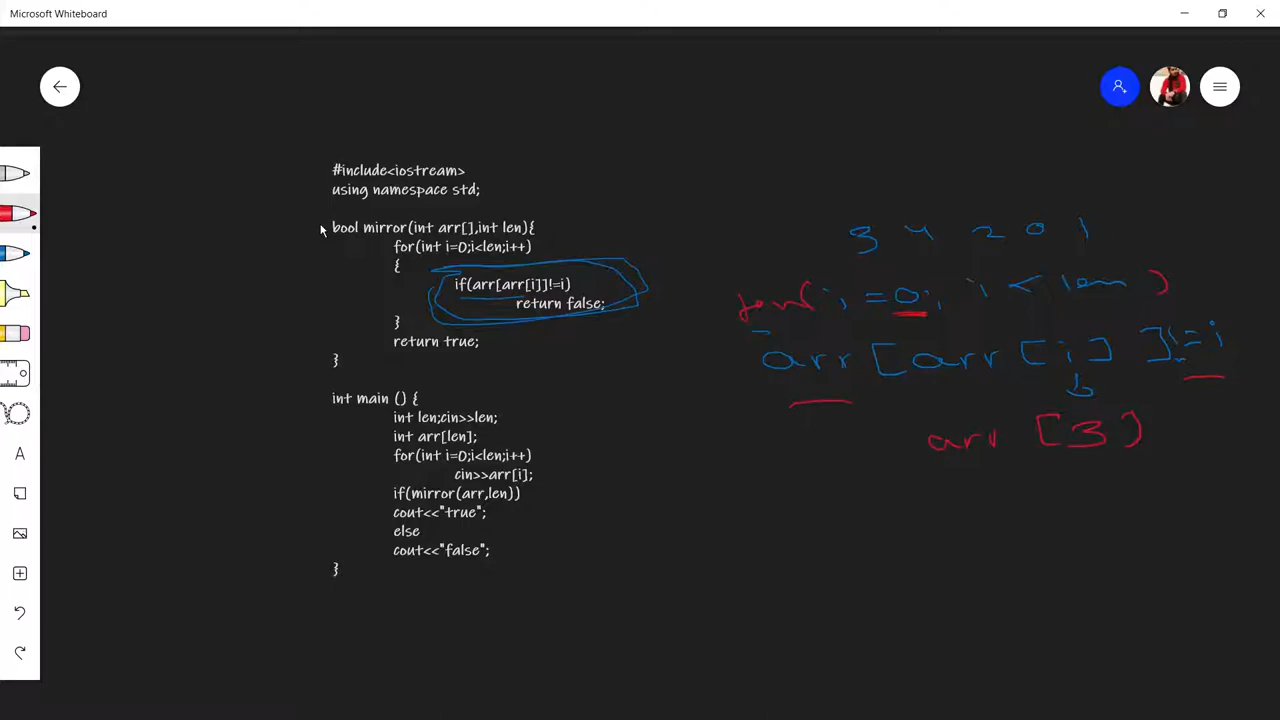 Microsoft Whiteboard
#include<iostream>
using namespace std;
bool mirror(int arr[],int len){
for(int i=0;i<len;i++)
{
if(arr[arr[i]]!=i)
return false;
}
return true;
}
int main () {
int len;cin>>len;
int arr[len];
for(int i=0;i<len;i++)
cin>>arr[i];
if(mirror(arr,len))
cout<<"true";
else
cout<<"false";
}
3 4 2 0 1
for( i = 0; i < len )
arr [arr [i] ]!= i
arr [3)
A